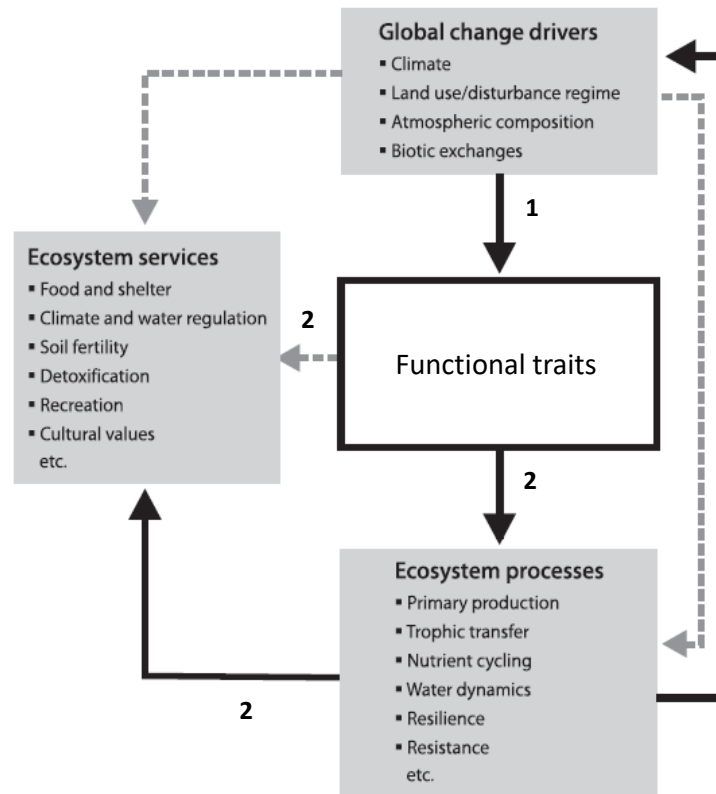 Global change drivers
▪ Climate
▪ Land use/disturbance regime
▪ Atmospheric composition
▪ Biotic exchanges
1
Ecosystem services
▪ Food and shelter
▪ Climate and water regulation
▪ Soil fertility
▪ Detoxification
▪ Recreation
▪ Cultural values
etc.
2
Functional traits
2
Ecosystem processes
▪ Primary production
▪ Trophic transfer
▪ Nutrient cycling
▪ Water dynamics
▪ Resilience
▪ Resistance
etc.
2